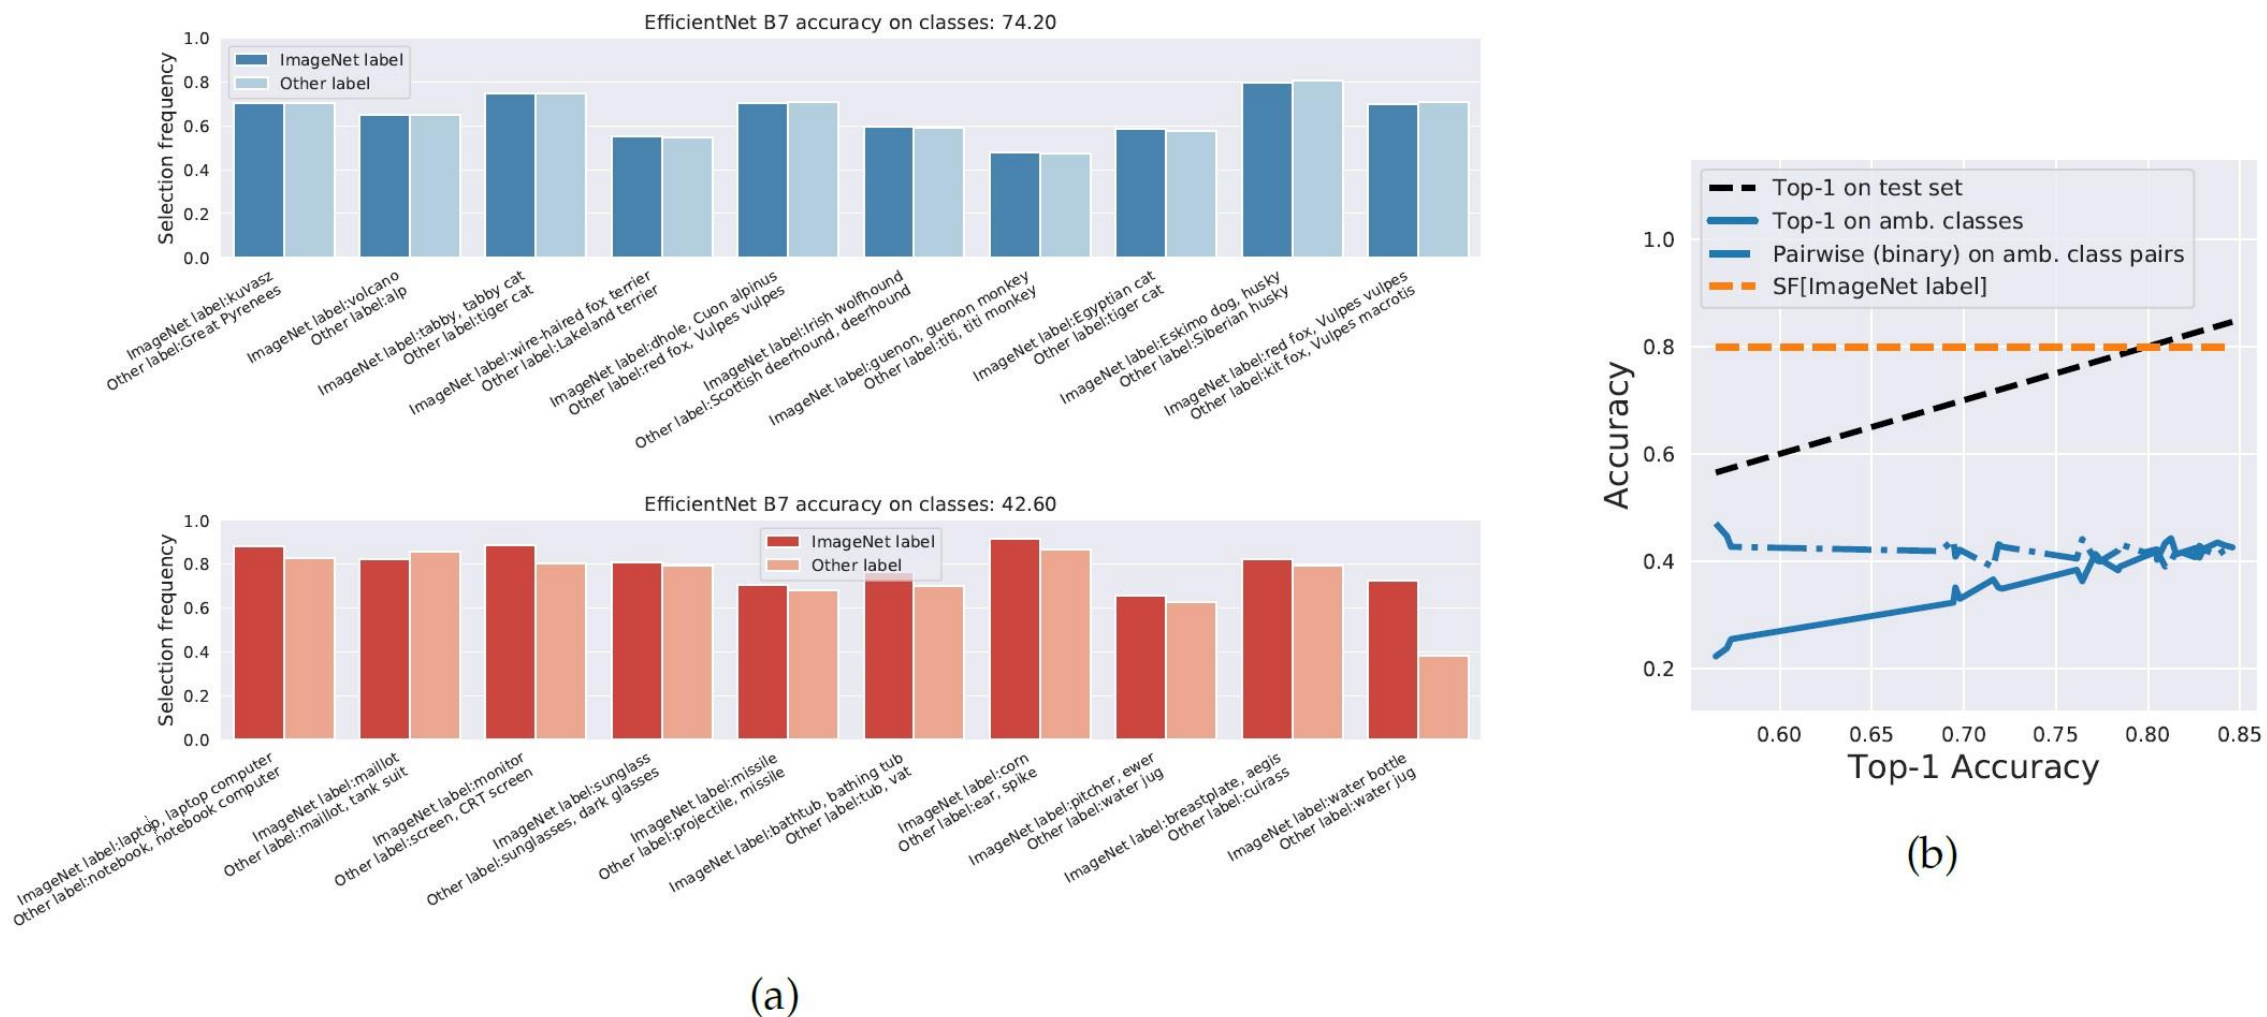 EfficientNet B7 accuracy on classes: 74.20
Selection frequency
1.0
0.8
0.6
0.4
0.2
0.0
ImageNet label
Other label
ImageNet label:kuvasz
Other label:Great Pyrenees
ImageNet label:volcano
Other label:alp
ImageNet label:tabby, tabby cat
Other label:tiger cat
ImageNet label:wire-haired fox terrier
Other label:Lakeland terrier
ImageNet label:dhole, Cuon alpinus
Other label:red fox, Vulpes vulpes
ImageNet label:Irish wolfhound
Other label:Scottish deerhound, deerhound
ImageNet label:guenon, guenon monkey
Other label:titi, titi monkey
ImageNet label:Egyptian cat
Other label:tiger cat
ImageNet label:Eskimo dog, husky
Other label:Siberian husky
ImageNet label:red fox, Vulpes vulpes
Other label:kit fox, Vulpes macrotis
EfficientNet B7 accuracy on classes: 42.60
Selection frequency
1.0
0.8
0.6
0.4
0.2
0.0
ImageNet label
Other label
ImageNet label:laptop, laptop computer
Other label:notebook, notebook computer
ImageNet label:maillot
Other label:maillot, tank suit
ImageNet label:monitor
Other label:screen, CRT screen
ImageNet label:sunglass
Other label:sunglasses, dark glasses
ImageNet label:missile
Other label:projectile, missile
ImageNet label:bathtub, bathing tub
Other label:tub, vat
ImageNet label:corn
Other label:ear, spike
ImageNet label:pitcher, ewer
Other label:water jug
ImageNet label:breastplate, aegis
Other label:cuirass
ImageNet label:water bottle
Other label:water jug
(a)
Top-1 on test set
Top-1 on amb. classes
Pairwise (binary) on amb. class pairs
SF[ImageNet label]
Accuracy
1.0
0.8
0.6
0.4
0.2
0.60 0.65 0.70 0.75 0.80 0.85
Top-1 Accuracy
(b)